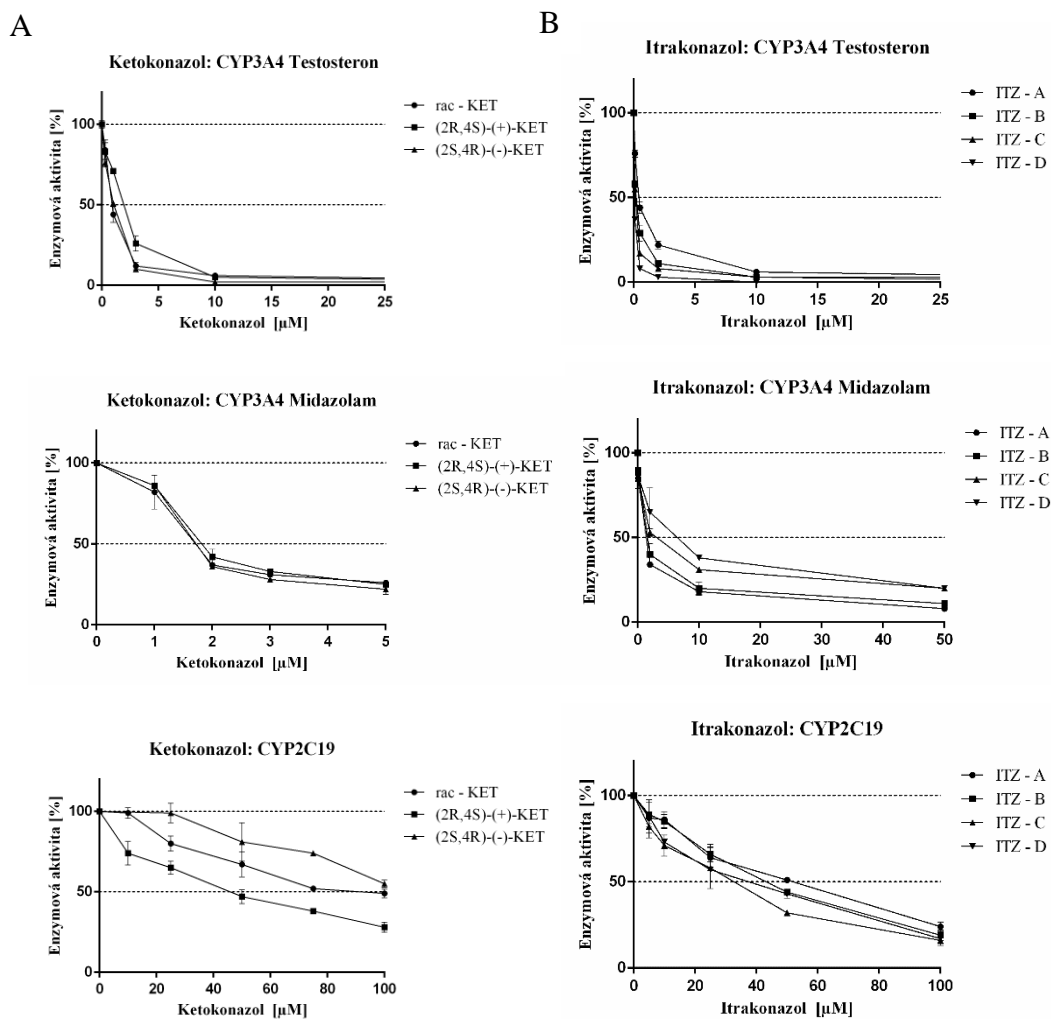 A
Ketokonazol: CYP3A4 Testosteron
Enzymová aktivita [%]
100
50
0
0 5 10 15 20 25
Ketokonazol [µM]
rac - KET
(2R,4S)-(+)-KET
(2S,4R)-(-)-KET
B
Itrakonazol: CYP3A4 Testosteron
Enzymová aktivita [%]
100
50
0
0 5 10 15 20 25
Itrakonazol [µM]
ITZ - A
ITZ - B
ITZ - C
ITZ - D
Ketokonazol: CYP3A4 Midazolam
Enzymová aktivita [%]
100
50
0
0 1 2 3 4 5
Ketokonazol [µM]
rac - KET
(2R,4S)-(+)-KET
(2S,4R)-(-)-KET
Itrakonazol: CYP3A4 Midazolam
Enzymová aktivita [%]
100
50
0
0 10 20 30 40 50
Itrakonazol [µM]
ITZ - A
ITZ - B
ITZ - C
ITZ - D
Ketokonazol: CYP2C19
Enzymová aktivita [%]
100
50
0
0 20 40 60 80 100
Ketokonazol [µM]
rac - KET
(2R,4S)-(+)-KET
(2S,4R)-(-)-KET
Itrakonazol: CYP2C19
Enzymová aktivita [%]
100
50
0
0 20 40 60 80 100
Itrakonazol [µM]
ITZ - A
ITZ - B
ITZ - C
ITZ - D